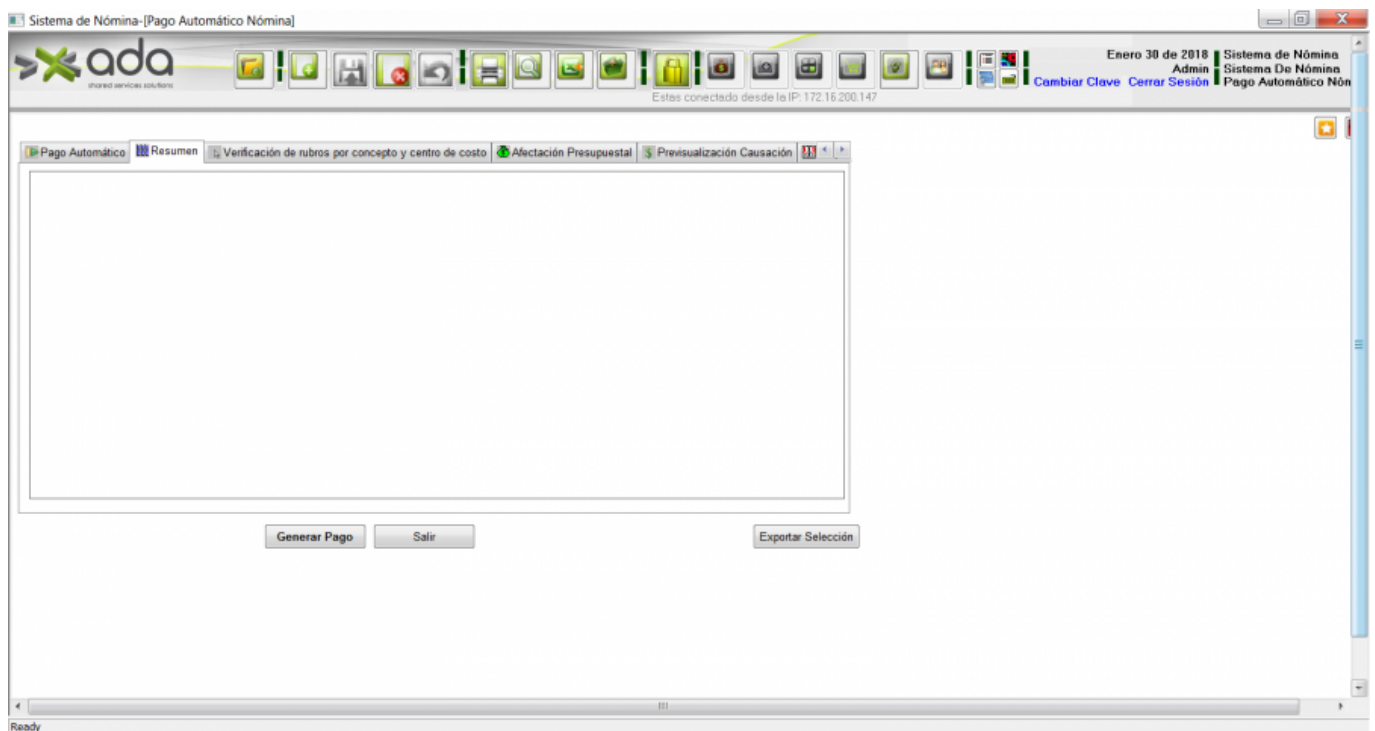 Sistema de Nómina-[Pago Automático Nómina]
ada
shared services solutions
Enero 30 de 2018 Sistema de Nómina
Admin Sistema De Nómina
Cambiar Clave Cerrar Sesión Pago Automático Nón
Estas conectado desde la IP: 172.16.200.147
Pago Automático Resumen Verificación de rubros por concepto y centro de costo Afectación Presupuestal Previsualización Causación
Generar Pago Salir Exportar Selección
Ready